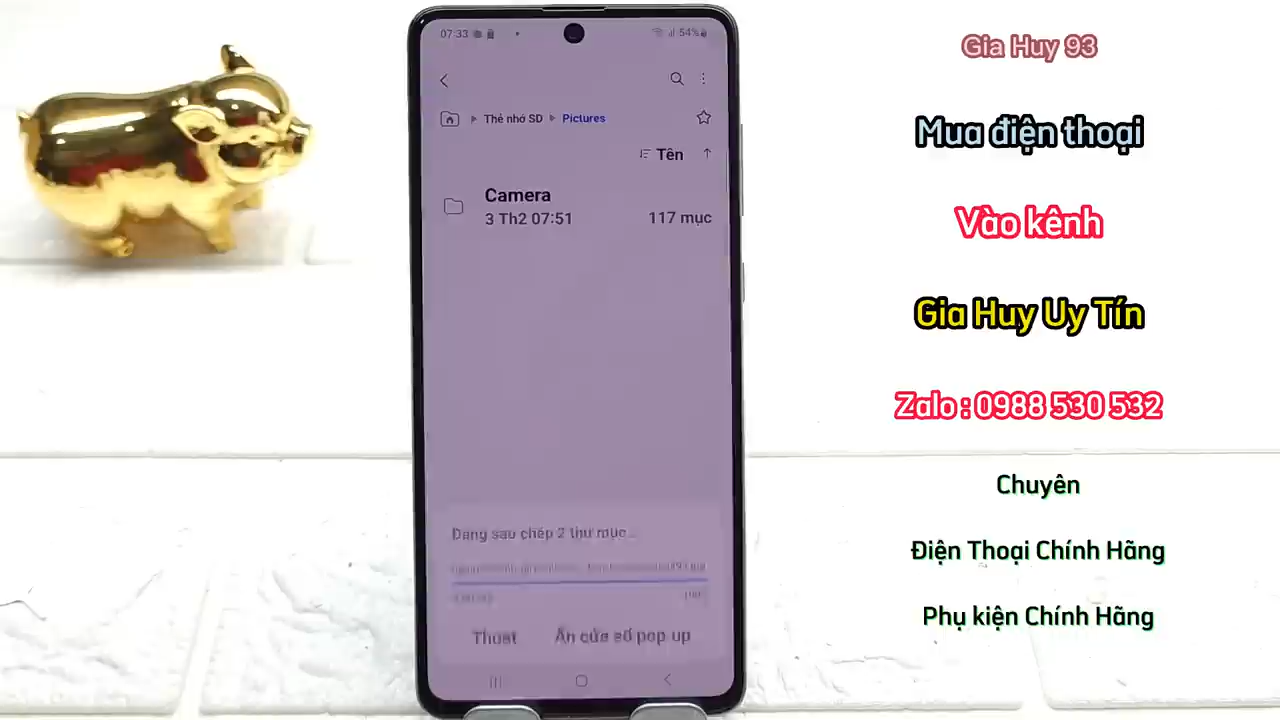 07:33
54%
Thẻ nhớ SD
Pictures
Tên
Camera
3 Th2 07:51
117 mục
Đang sao chép 2 thư mục...
Thoát
Ẩn cửa sổ pop up
Gia Huy 93
Mua điện thoại
Vào kênh
Gia Huy Uy Tín
Zalo : 0988 530 532
Chuyên
Điện Thoại Chính Hãng
Phụ kiện Chính Hãng